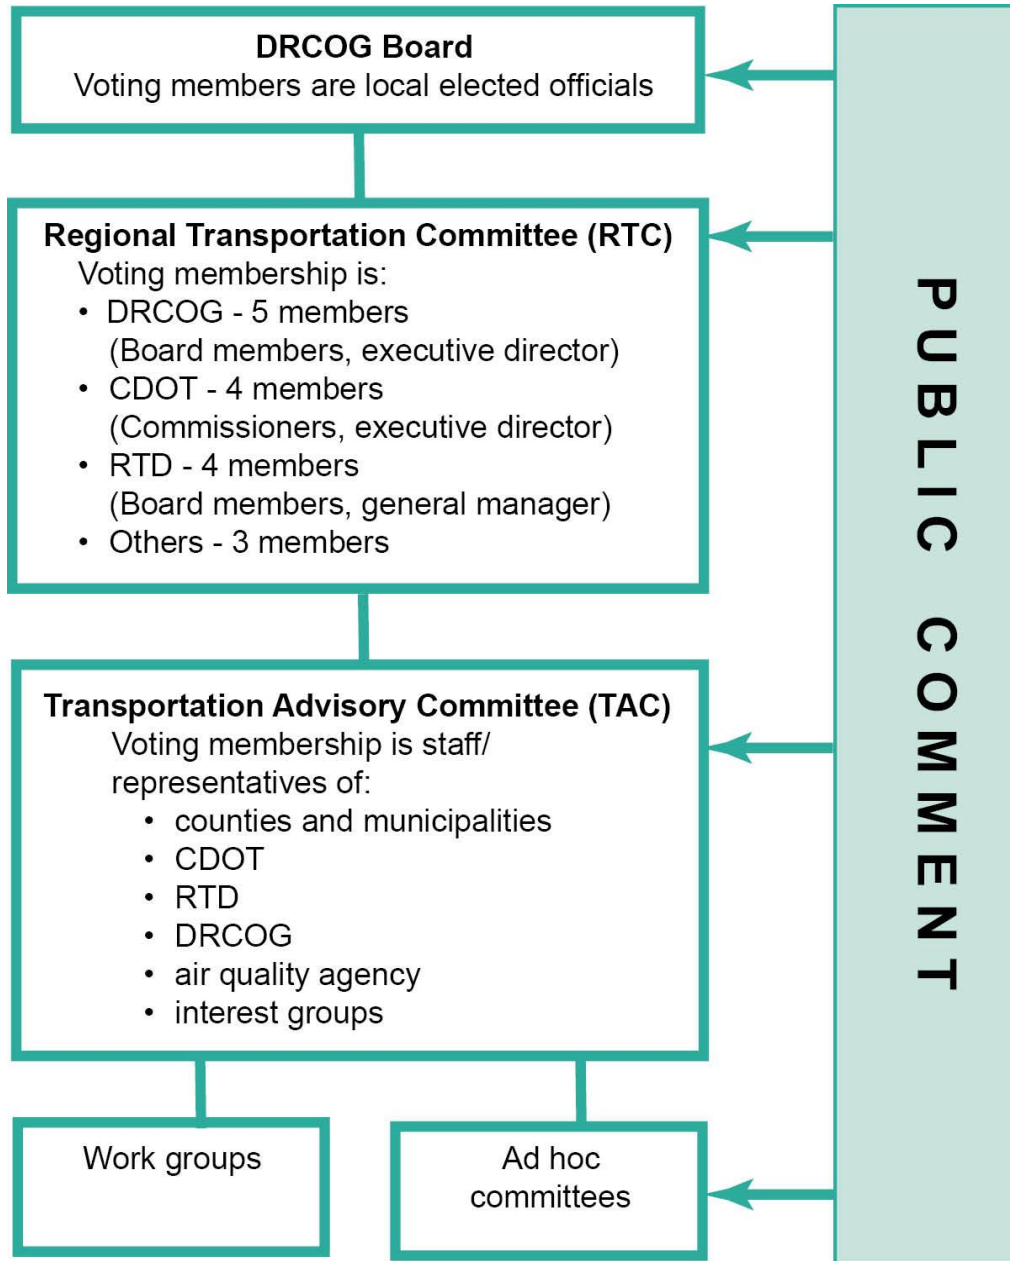 DRCOG Board
Voting members are local elected officials
Regional Transportation Committee (RTC)
Voting membership is:
• DRCOG - 5 members
(Board members, executive director)
• CDOT - 4 members
(Commissioners, executive director)
• RTD - 4 members
(Board members, general manager)
• Others - 3 members
Transportation Advisory Committee (TAC)
Voting membership is staff/
representatives of:
• counties and municipalities
• CDOT
• RTD
• DRCOG
• air quality agency
• interest groups
Work groups
Ad hoc
committees
PUBLIC COMMENT